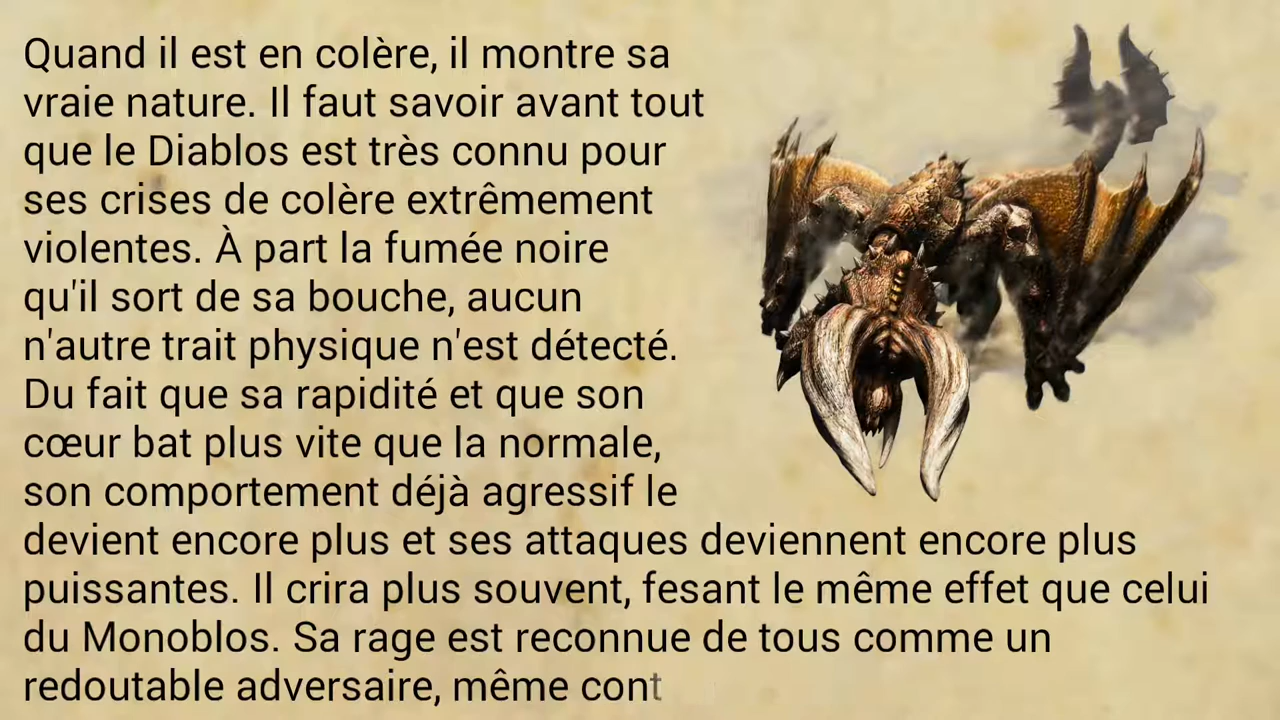 Quand il est en colère, il montre sa
vraie nature. Il faut savoir avant tout
que le Diablos est très connu pour
ses crises de colère extrêmement
violentes. À part la fumée noire
qu'il sort de sa bouche, aucun
n'autre trait physique n'est détecté.
Du fait que sa rapidité et que son
cœur bat plus vite que la normale,
son comportement déjà agressif le
devient encore plus et ses attaques deviennent encore plus
puissantes. Il crira plus souvent, fesant le même effet que celui
du Monoblos. Sa rage est reconnue de tous comme un
redoutable adversaire, même cont